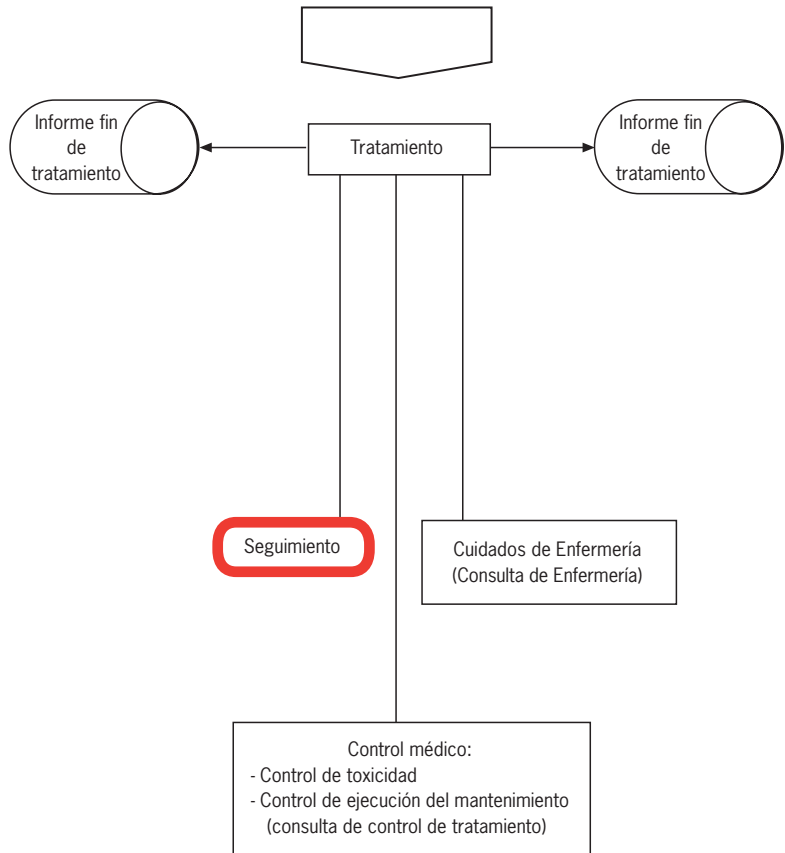 Informe fin
de
tratamiento
Tratamiento
Informe fin
de
tratamiento
Seguimiento
Cuidados de Enfermería
(Consulta de Enfermería)
Control médico:
- Control de toxicidad
- Control de ejecución del mantenimiento
(consulta de control de tratamiento)